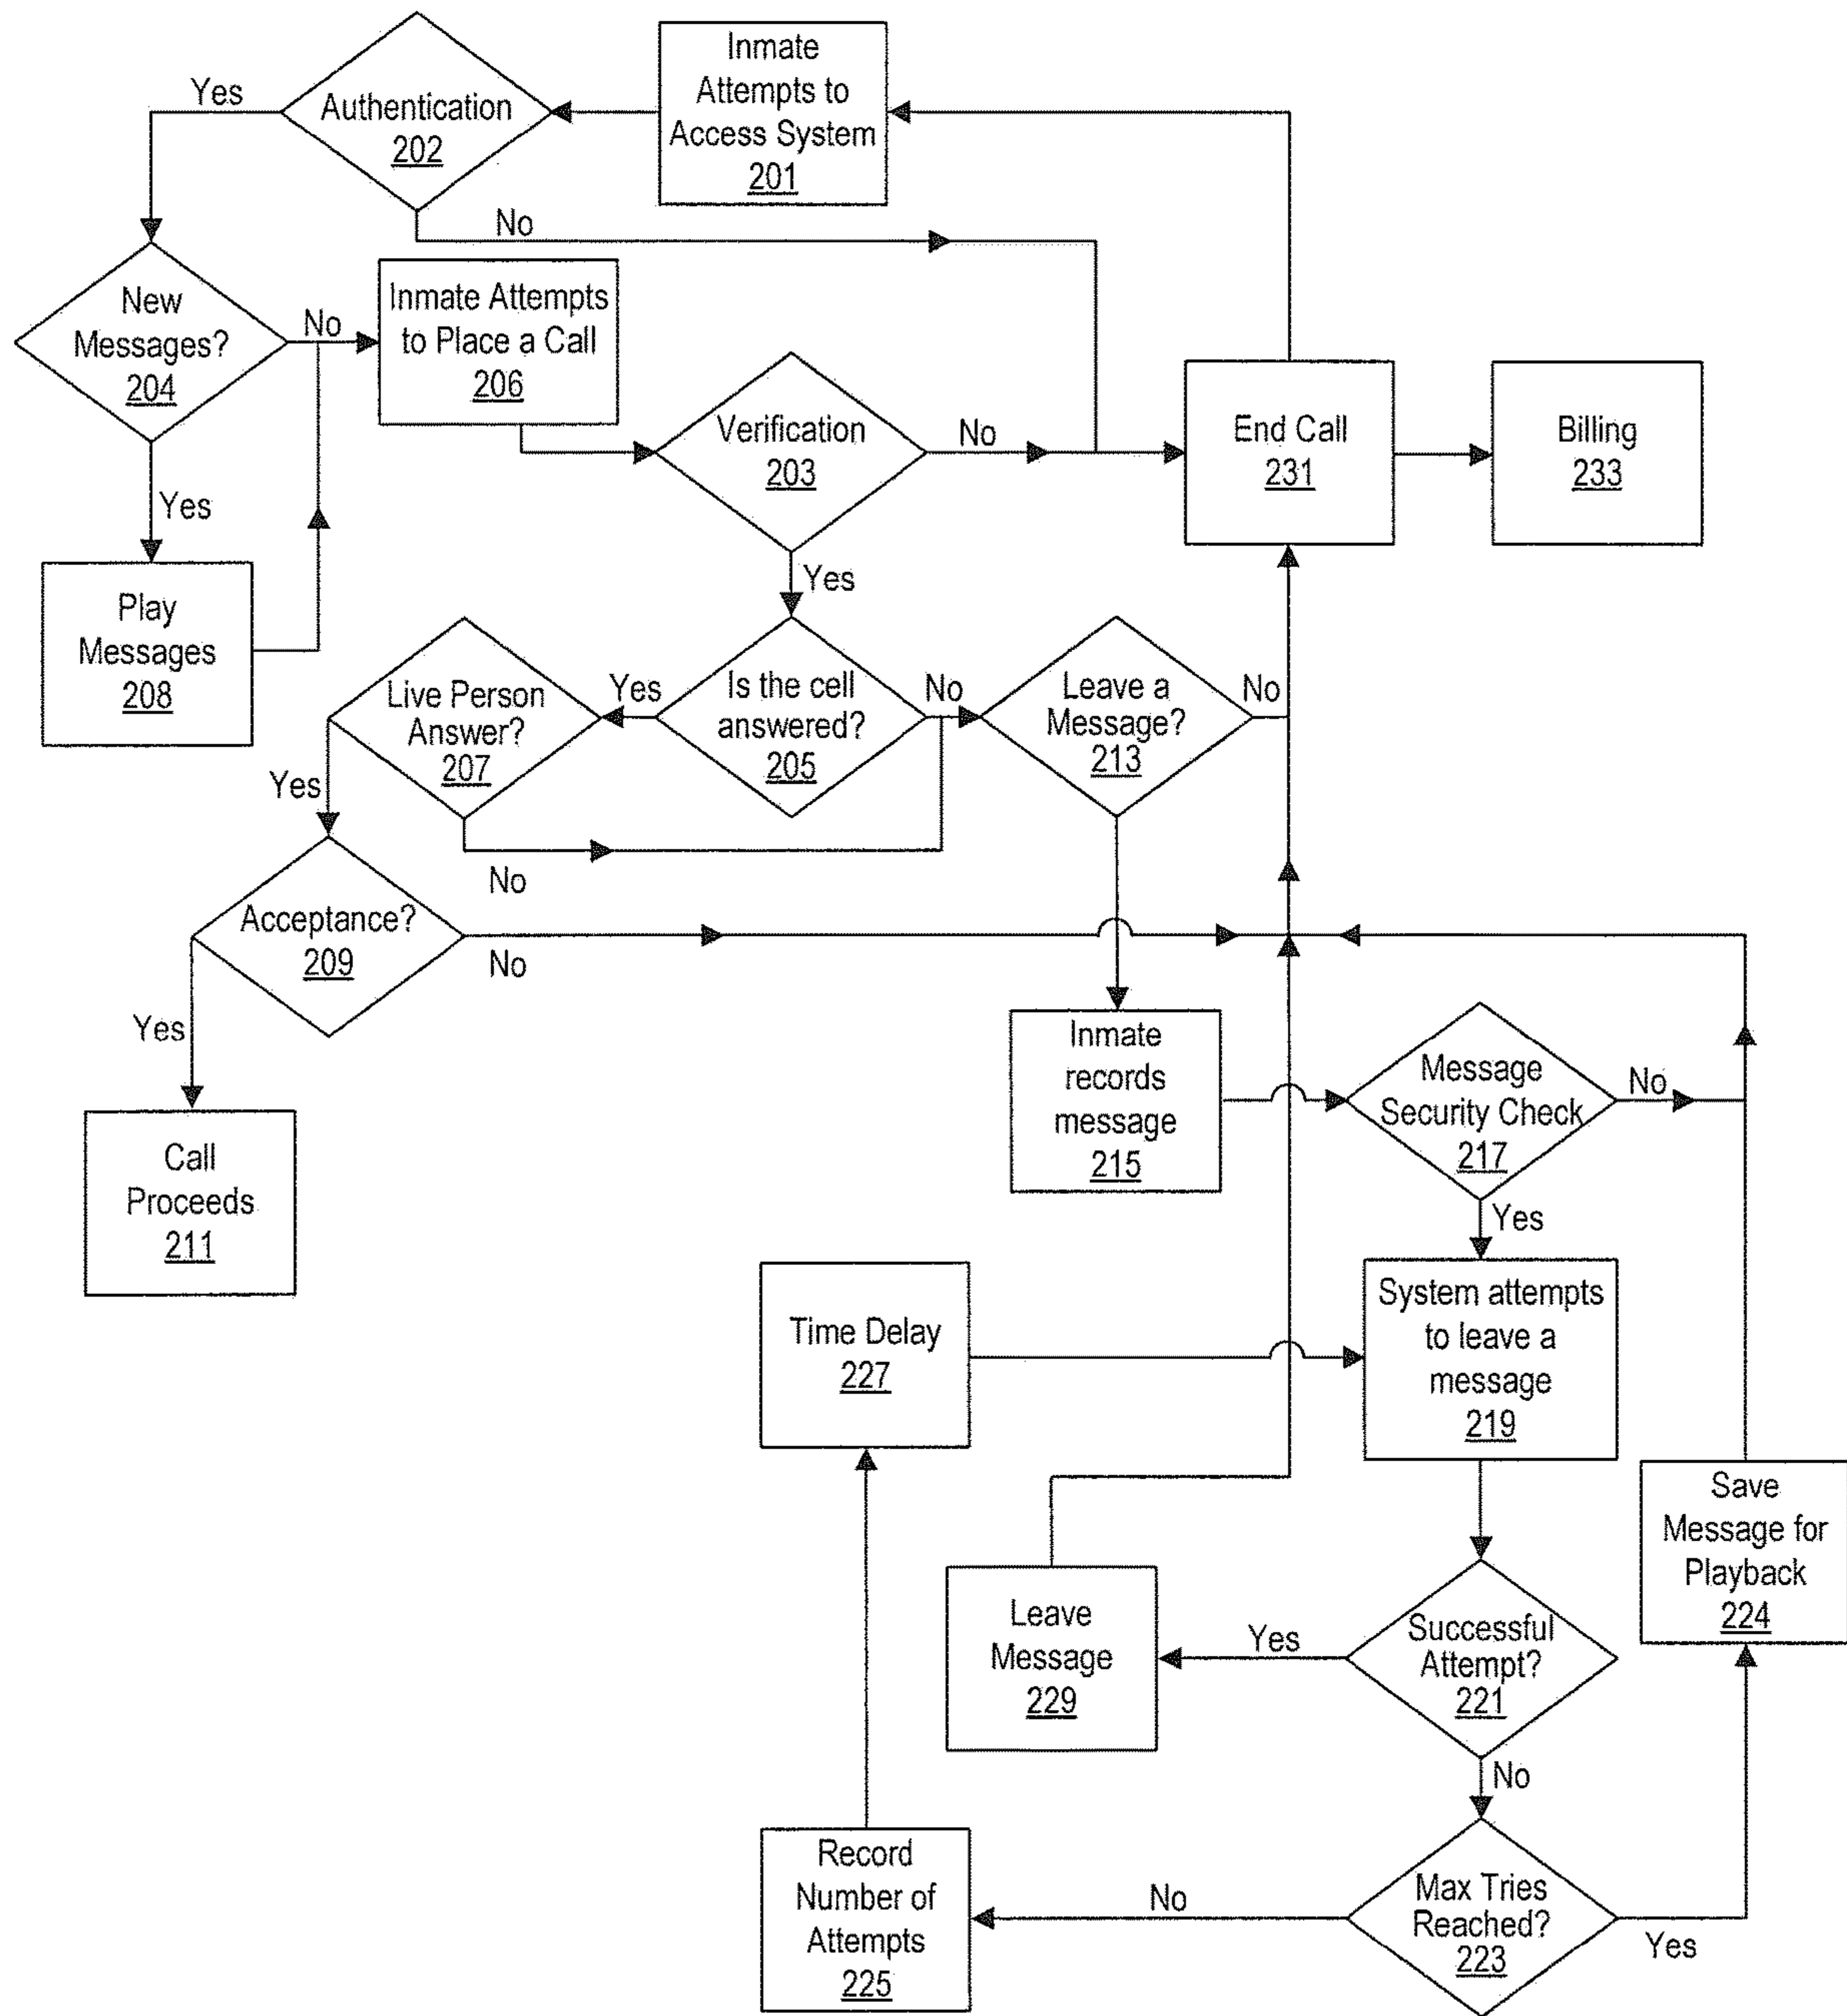 Yes
Authentication
202
Inmate
Attempts to
Access System
201
No
New
Messages?
204
No
Inmate Attempts
to Place a Call
206
Verification
203
No
End Call
231
Billing
233
Yes
Yes
Play
Messages
208
Live Person
Answer?
207
Yes
Is the cell
answered?
205
No
Leave a
Message?
213
No
Yes
No
Acceptance?
209
No
Yes
Inmate
records
message
215
Message
Security Check
217
No
Call
Proceeds
211
Yes
Time Delay
227
System attempts
to leave a
message
219
Save
Message for
Playback
224
Leave
Message
229
Yes
Successful
Attempt?
221
No
Record
Number of
Attempts
225
No
Max Tries
Reached?
223
Yes